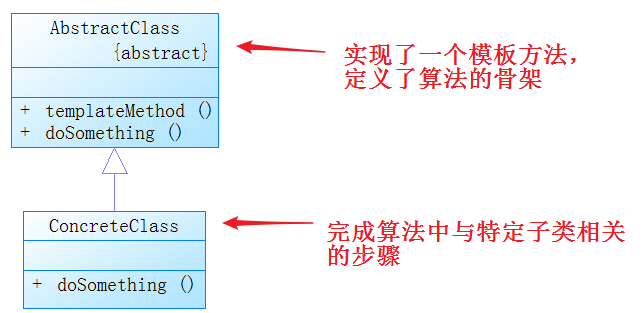 AbstractClass
{abstract}
+ templateMethod ()
+ doSomething ()
实现了一个模板方法，
定义了算法的骨架
ConcreteClass
+ doSomething ()
完成算法中与特定子类相关
的步骤